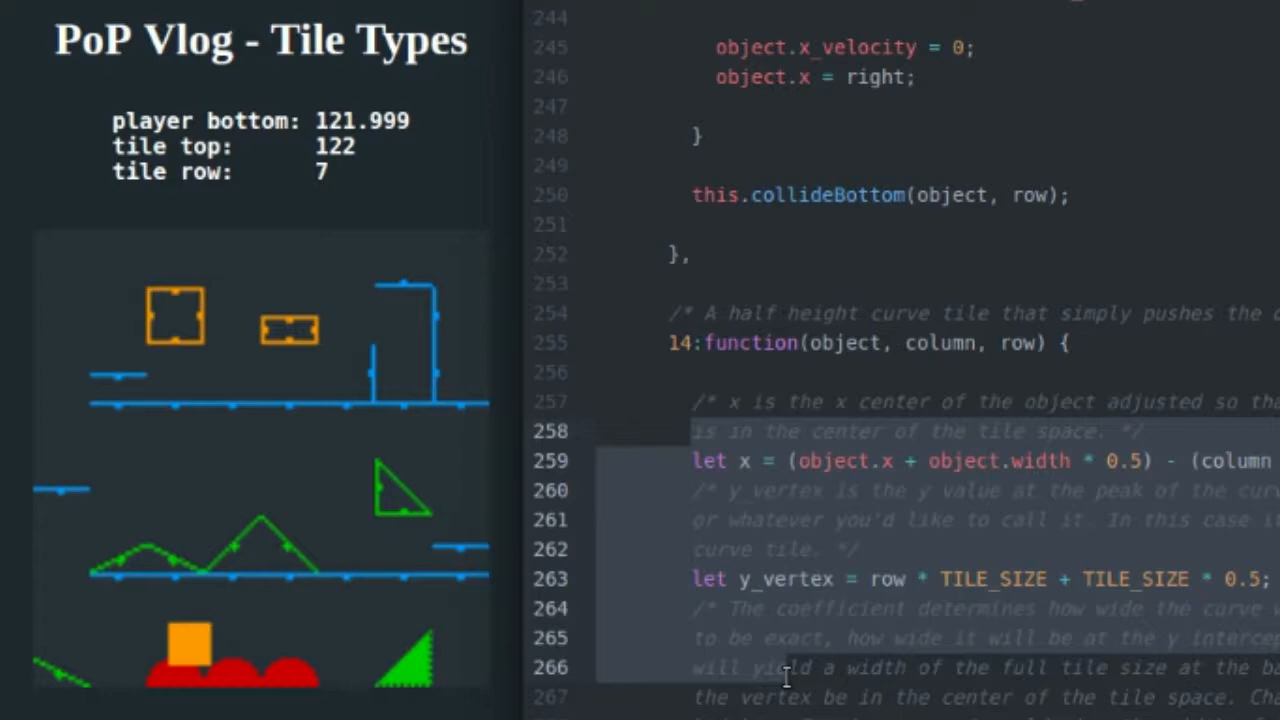 PoP Vlog - Tile Types
player bottom: 121.999
tile top: 122
tile row: 7
244
245 object.x_velocity = 0;
246 object.x = right;
247
248 }
249
250 this.collideBottom(object, row);
251
252 },
253
254 /* A half height curve tile that simply pushes the
255 14:function(object, column, row) {
256
257 /* x is the x center of the object adjusted so
258 is in the center of the tile space. */
259 let x = (object.x + object.width * 0.5) - (column
260 /* y_vertex is the y value at the peak of the
261 or whatever you'd like to call it. In this case
262 curve tile. */
263 let y_vertex = row * TILE_SIZE + TILE_SIZE * 0.5;
264 /* The coefficient determines how wide the curve
265 to be exact, how wide it will be at the y
266 will yield a width of the full tile size at the
267 the vertex be in the center of the tile space.